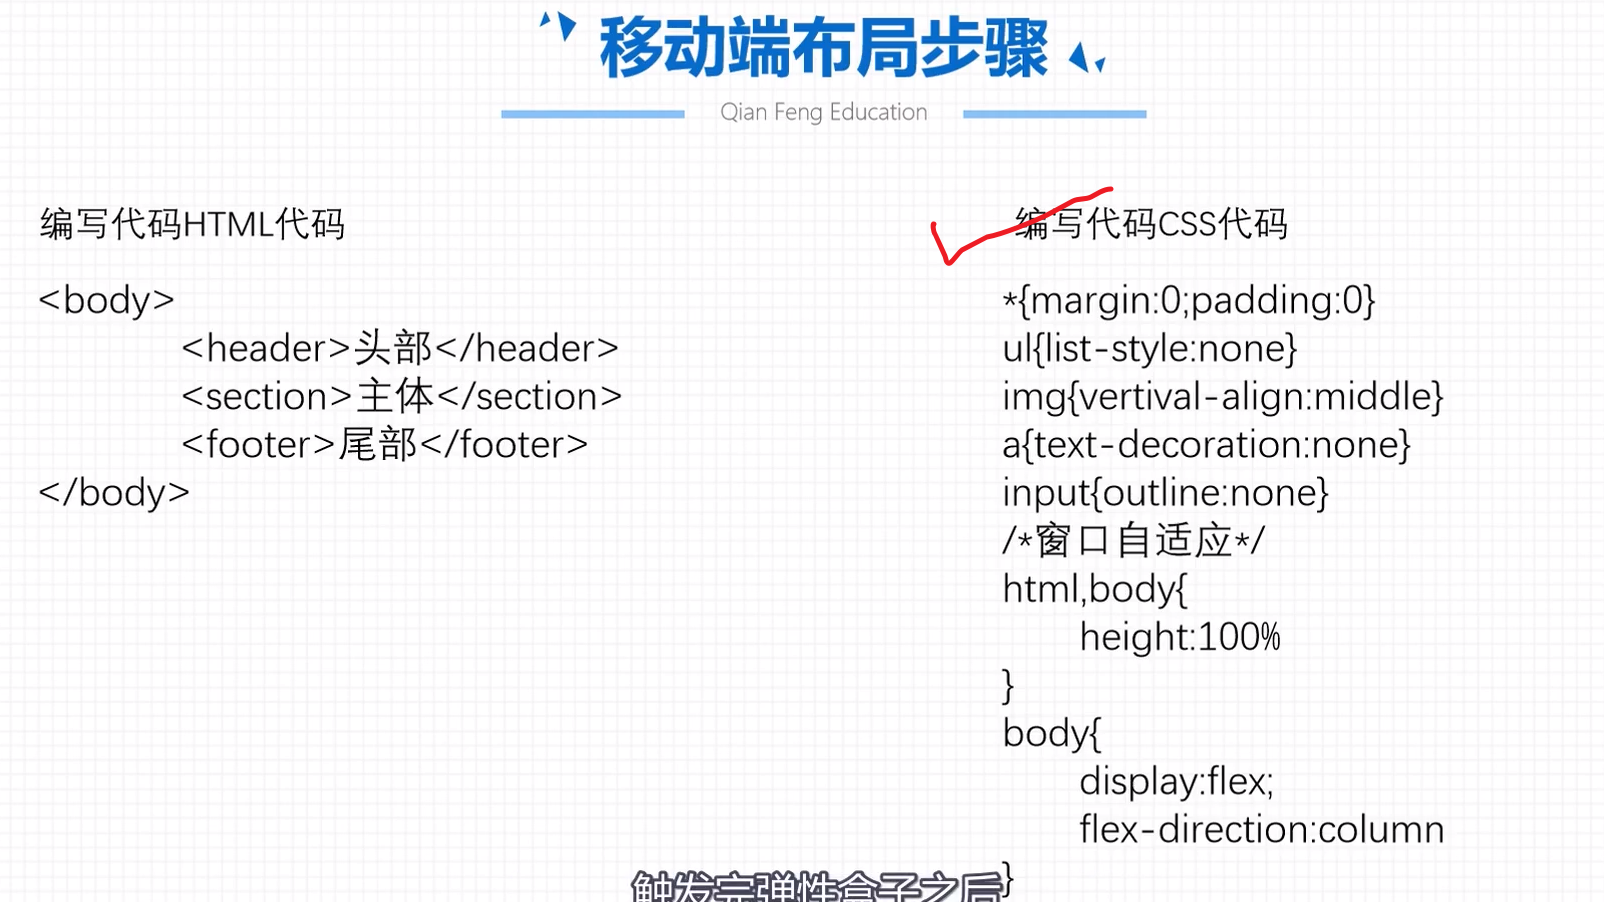 移动端布局步骤
Qian Feng Education
编写代码HTML代码
<body>
<header>头部</header>
<section>主体</section>
<footer>尾部</footer>
</body>
编写代码CSS代码
*{margin:0;padding:0}
ul{list-style:none}
img{vertival-align:middle}
a{text-decoration:none}
input{outline:none}
/*窗口自适应*/
html,body{
height:100%
}
body{
display:flex;
flex-direction:column
}
触发完弹性盒子之后